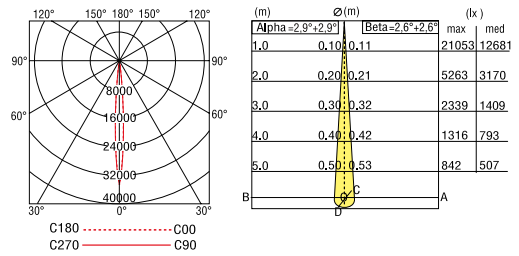 120° 150° 180° 150° 120°
90° 90°
8000
60° 16000 60°
24000
32000
40000
30° 0° 30°
C180 C00
C270 C90
(m) Ø(m) (lx)
Alpha=2,9°+2,9° Beta=2,6°+2,6° max med
1.0 0.10 0.11 21053 12681
2.0 0.20 0.21 5263 3170
3.0 0.30 0.32 2339 1409
4.0 0.40 0.42 1316 793
5.0 0.50 0.53 842 507
C
B A
D